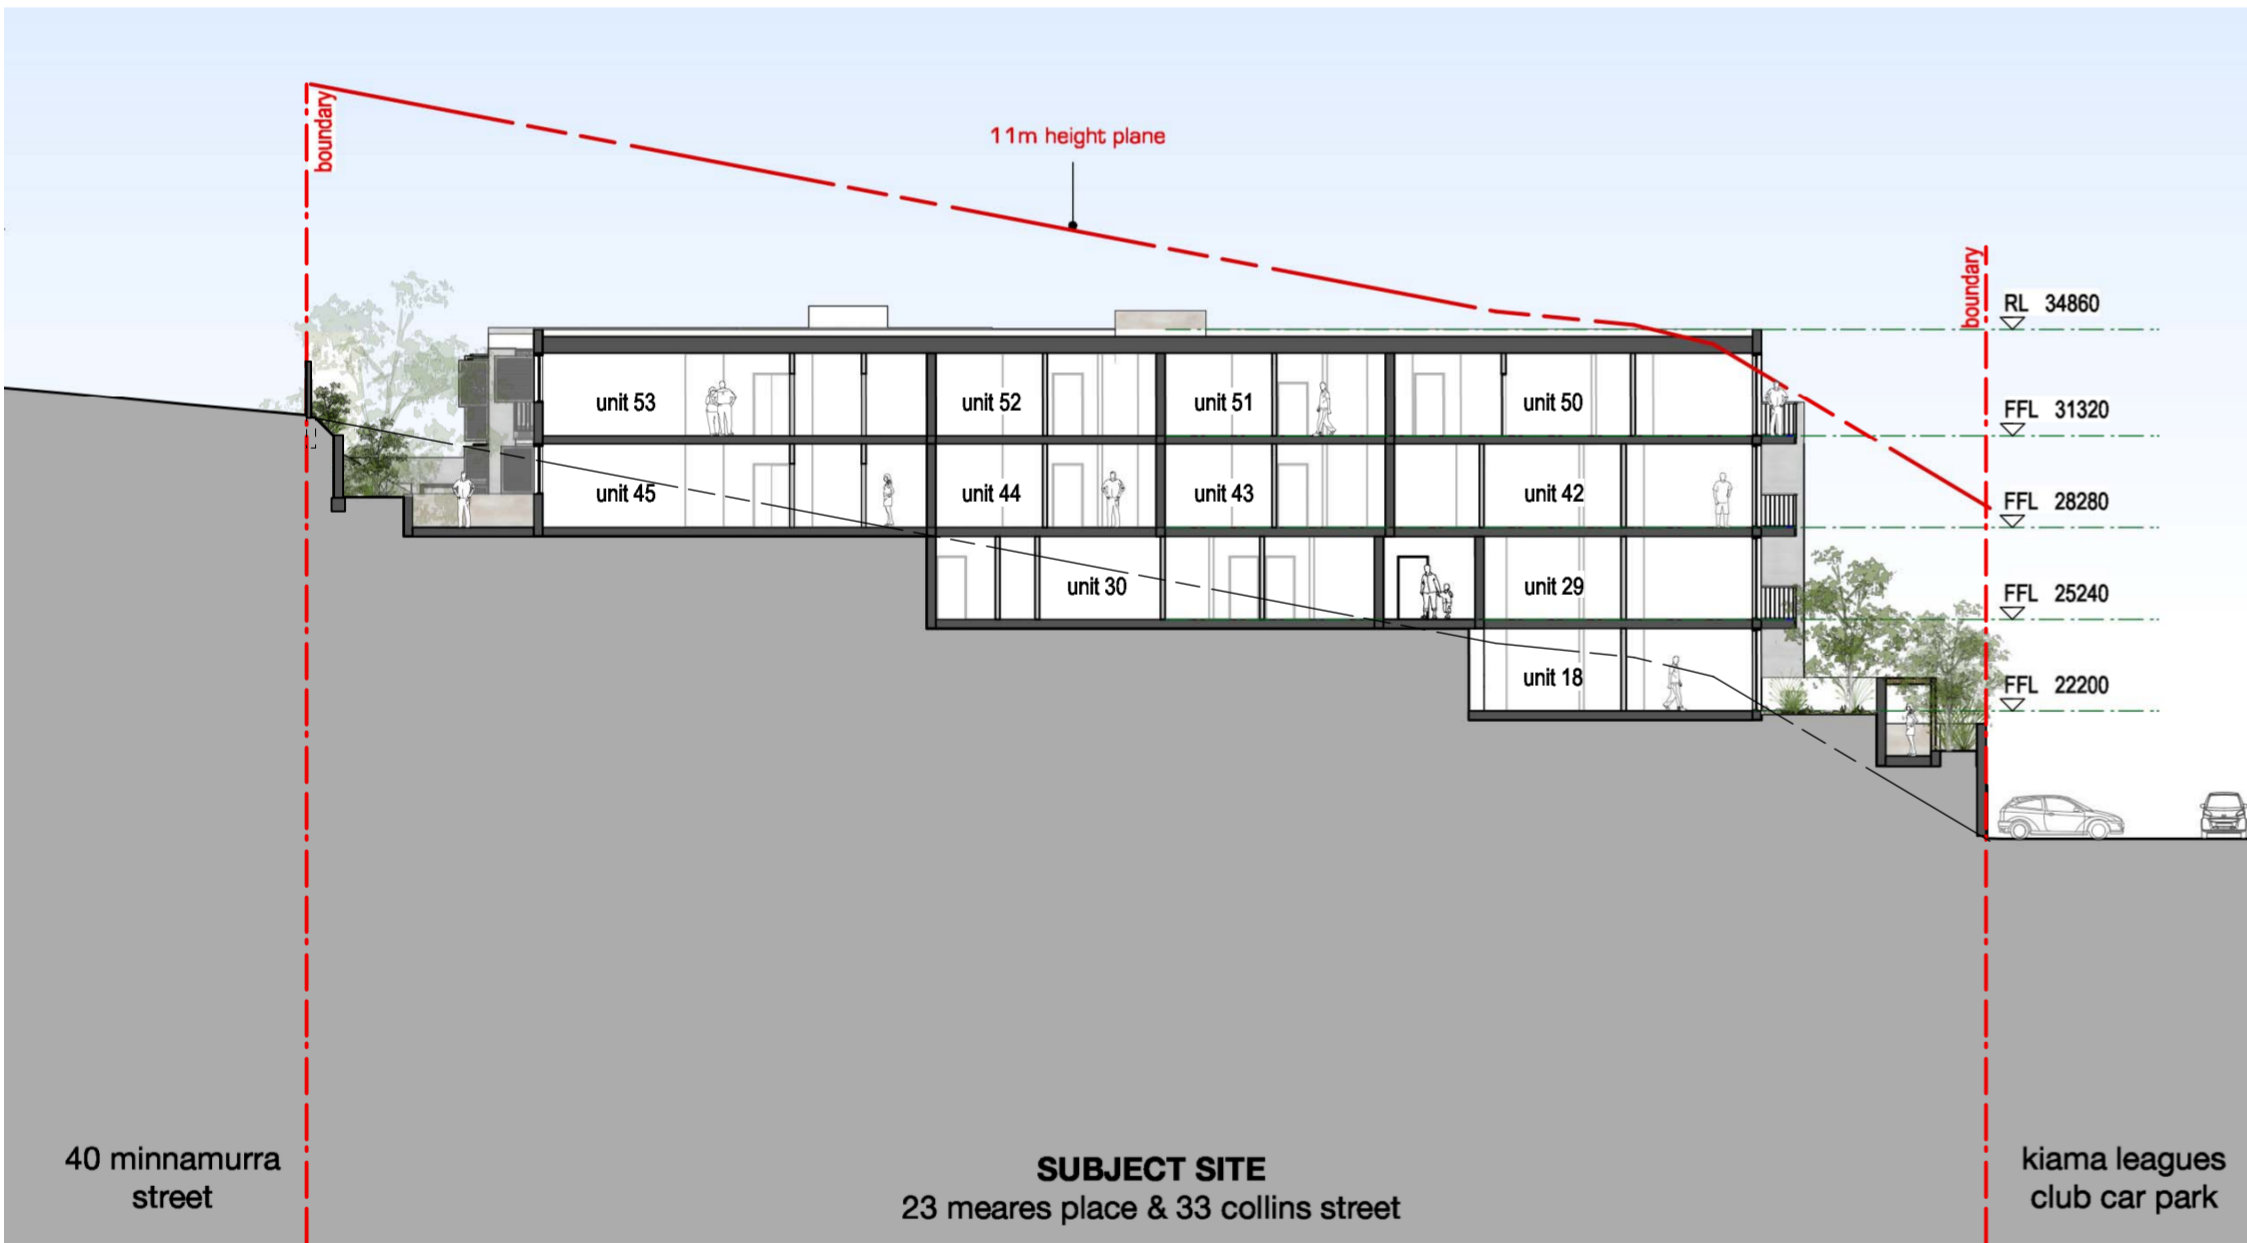 boundary
11m height plane
boundary
RL 34860
FFL 31320
FFL 28280
FFL 25240
FFL 22200
unit 53
unit 52
unit 51
unit 50
unit 45
unit 44
unit 43
unit 42
unit 30
unit 29
unit 18
40 minnamurra
street
SUBJECT SITE
23 meares place & 33 collins street
kiama leagues
club car park